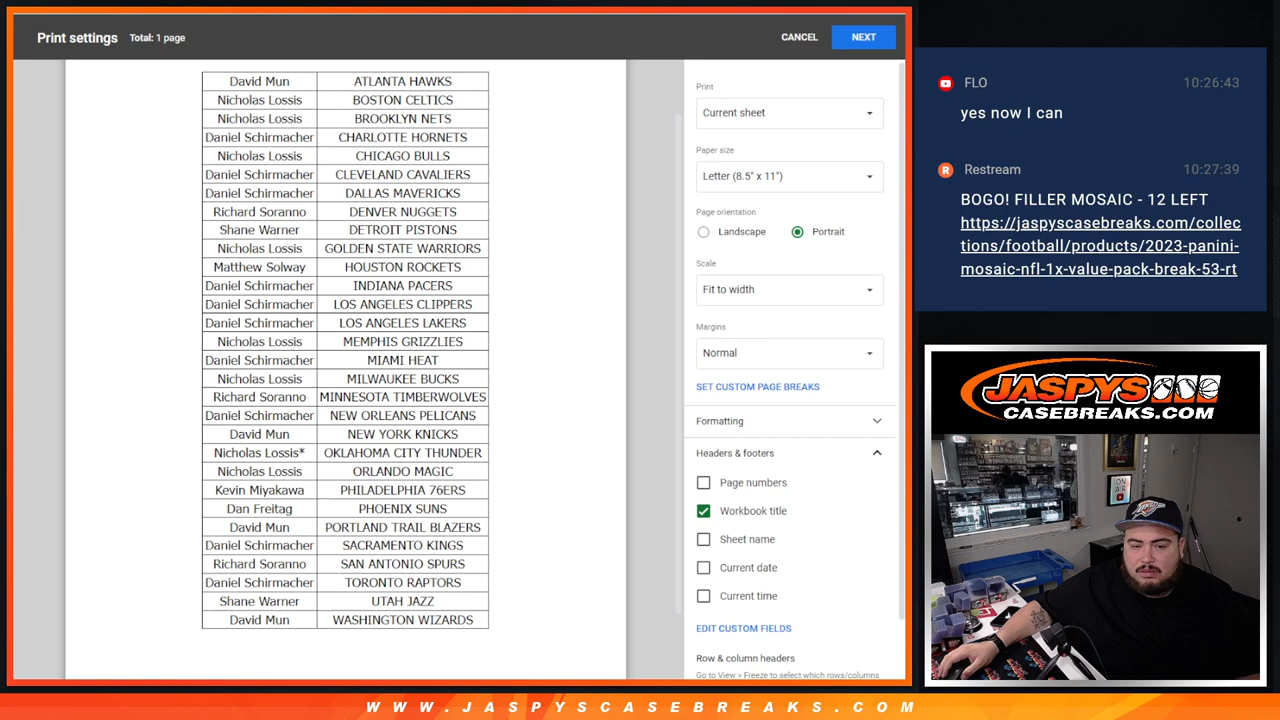 Print settings
Total: 1 page
CANCEL
NEXT
David Mun ATLANTA HAWKS
Nicholas Lossis BOSTON CELTICS
Nicholas Lossis BROOKLYN NETS
Daniel Schirmacher CHARLOTTE HORNETS
Nicholas Lossis CHICAGO BULLS
Daniel Schirmacher CLEVELAND CAVALIERS
Daniel Schirmacher DALLAS MAVERICKS
Richard Soranno DENVER NUGGETS
Shane Warner DETROIT PISTONS
Nicholas Lossis GOLDEN STATE WARRIORS
Matthew Solway HOUSTON ROCKETS
Daniel Schirmacher INDIANA PACERS
Daniel Schirmacher LOS ANGELES CLIPPERS
Daniel Schirmacher LOS ANGELES LAKERS
Nicholas Lossis MEMPHIS GRIZZLIES
Daniel Schirmacher MIAMI HEAT
Nicholas Lossis MILWAUKEE BUCKS
Richard Soranno MINNESOTA TIMBERWOLVES
Daniel Schirmacher NEW ORLEANS PELICANS
David Mun NEW YORK KNICKS
Nicholas Lossis* OKLAHOMA CITY THUNDER
Nicholas Lossis ORLANDO MAGIC
Kevin Miyakawa PHILADELPHIA 76ERS
Dan Freitag PHOENIX SUNS
David Mun PORTLAND TRAIL BLAZERS
Daniel Schirmacher SACRAMENTO KINGS
Richard Soranno SAN ANTONIO SPURS
Daniel Schirmacher TORONTO RAPTORS
Shane Warner UTAH JAZZ
David Mun WASHINGTON WIZARDS
Print
Current sheet
Paper size
Letter (8.5" x 11")
Page orientation
Landscape
Portrait
Scale
Fit to width
Margins
Normal
SET CUSTOM PAGE BREAKS
Formatting
Headers & footers
Page numbers
Workbook title
Sheet name
Current date
Current time
EDIT CUSTOM FIELDS
Row & column headers
Go to View > Freeze to select which rows/columns
FLO 10:26:43
yes now I can
R Restream 10:27:39
BOGO! FILLER MOSAIC - 12 LEFT
https://jaspyscasebreaks.com/collec
tions/football/products/2023-panini-
mosaic-nfl-1x-value-pack-break-53-rt
JASPYS
CASEBREAKS.COM
ON AIR
WWW.JASPYSCASEBREAKS.COM